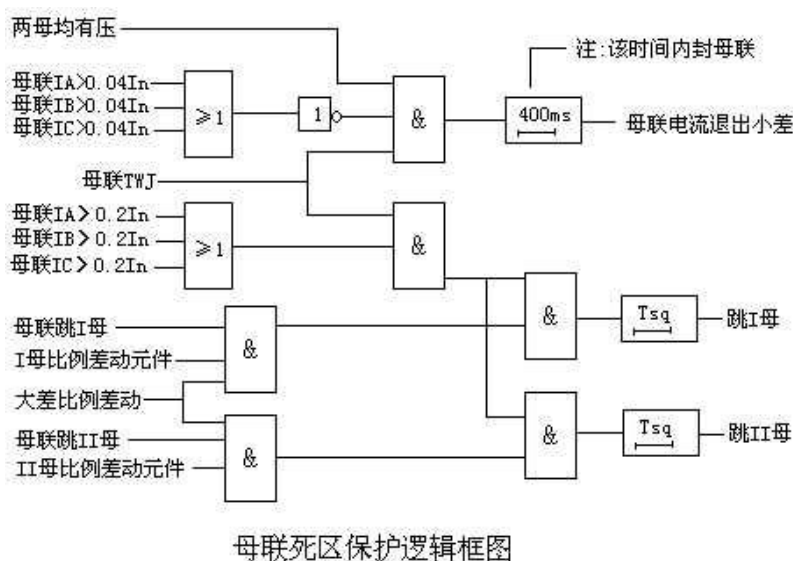 两母均有压
注:该时间内封母联
母联IA>0.04In
母联IB>0.04In
母联IC>0.04In
≥1
1
&
400ms
母联电流退出小差
母联TWJ
母联IA>0.2In
母联IB>0.2In
母联IC>0.2In
≥1
&
母联跳I母
I母比例差动元件
&
&
Tsq
跳I母
大差比例差动
母联跳II母
II母比例差动元件
&
&
Tsq
跳II母
母联死区保护逻辑框图